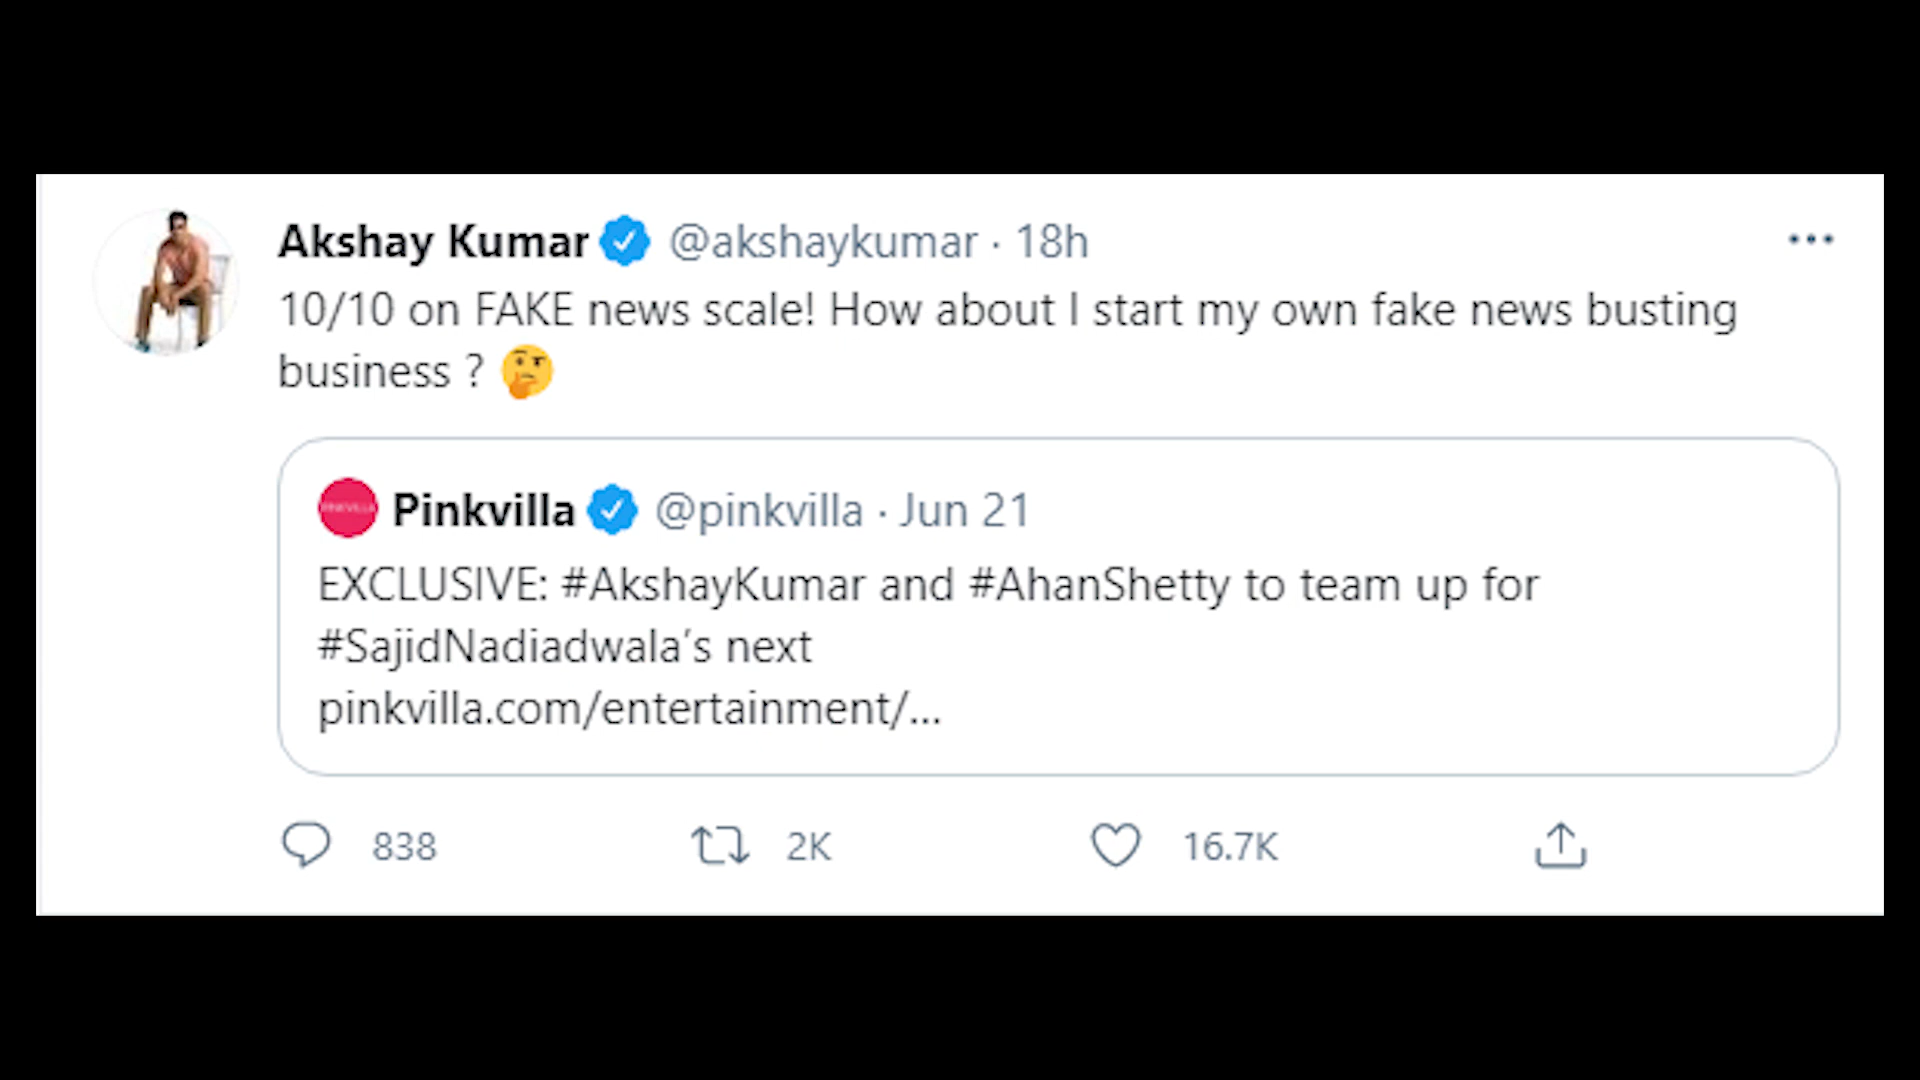 Akshay Kumar @akshaykumar · 18h
10/10 on FAKE news scale! How about I start my own fake news busting
business ? 🤔
PINKVILLA
Pinkvilla @pinkvilla · Jun 21
EXCLUSIVE: #AkshayKumar and #AhanShetty to team up for
#SajidNadiadwala's next
pinkvilla.com/entertainment/...
838 2K 16.7K